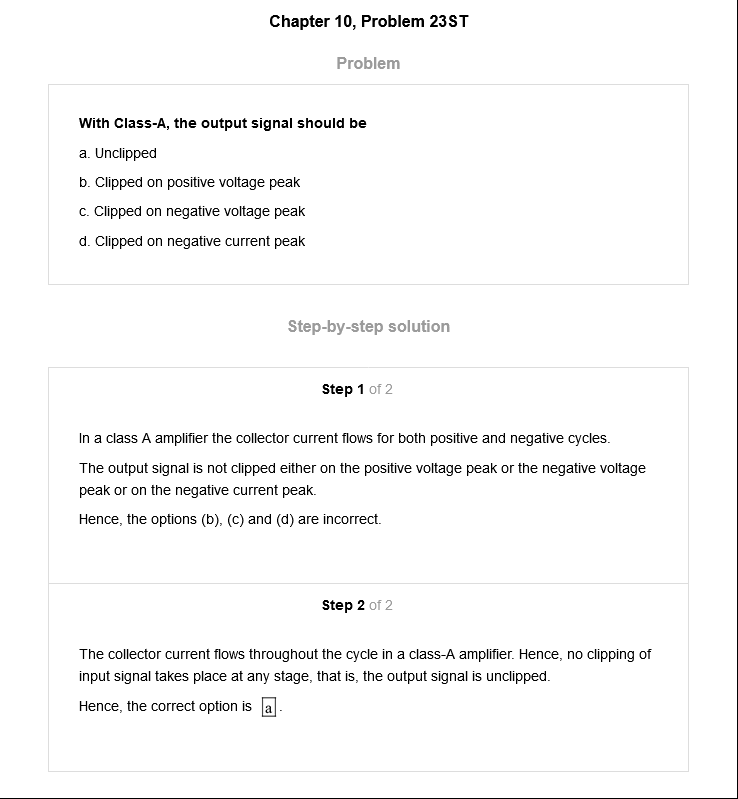 Chapter 10, Problem 23ST
Problem
With Class-A, the output signal should be
a. Unclipped
b. Clipped on positive voltage peak
c. Clipped on negative voltage peak
d. Clipped on negative current peak
Step-by-step solution
Step 1 of 2
In a class A amplifier the collector current flows for both positive and negative cycles.
The output signal is not clipped either on the positive voltage peak or the negative voltage
peak or on the negative current peak.
Hence, the options (b), (c) and (d) are incorrect.
Step 2 of 2
The collector current flows throughout the cycle in a class-A amplifier. Hence, no clipping of
input signal takes place at any stage, that is, the output signal is unclipped.
Hence, the correct option is a.